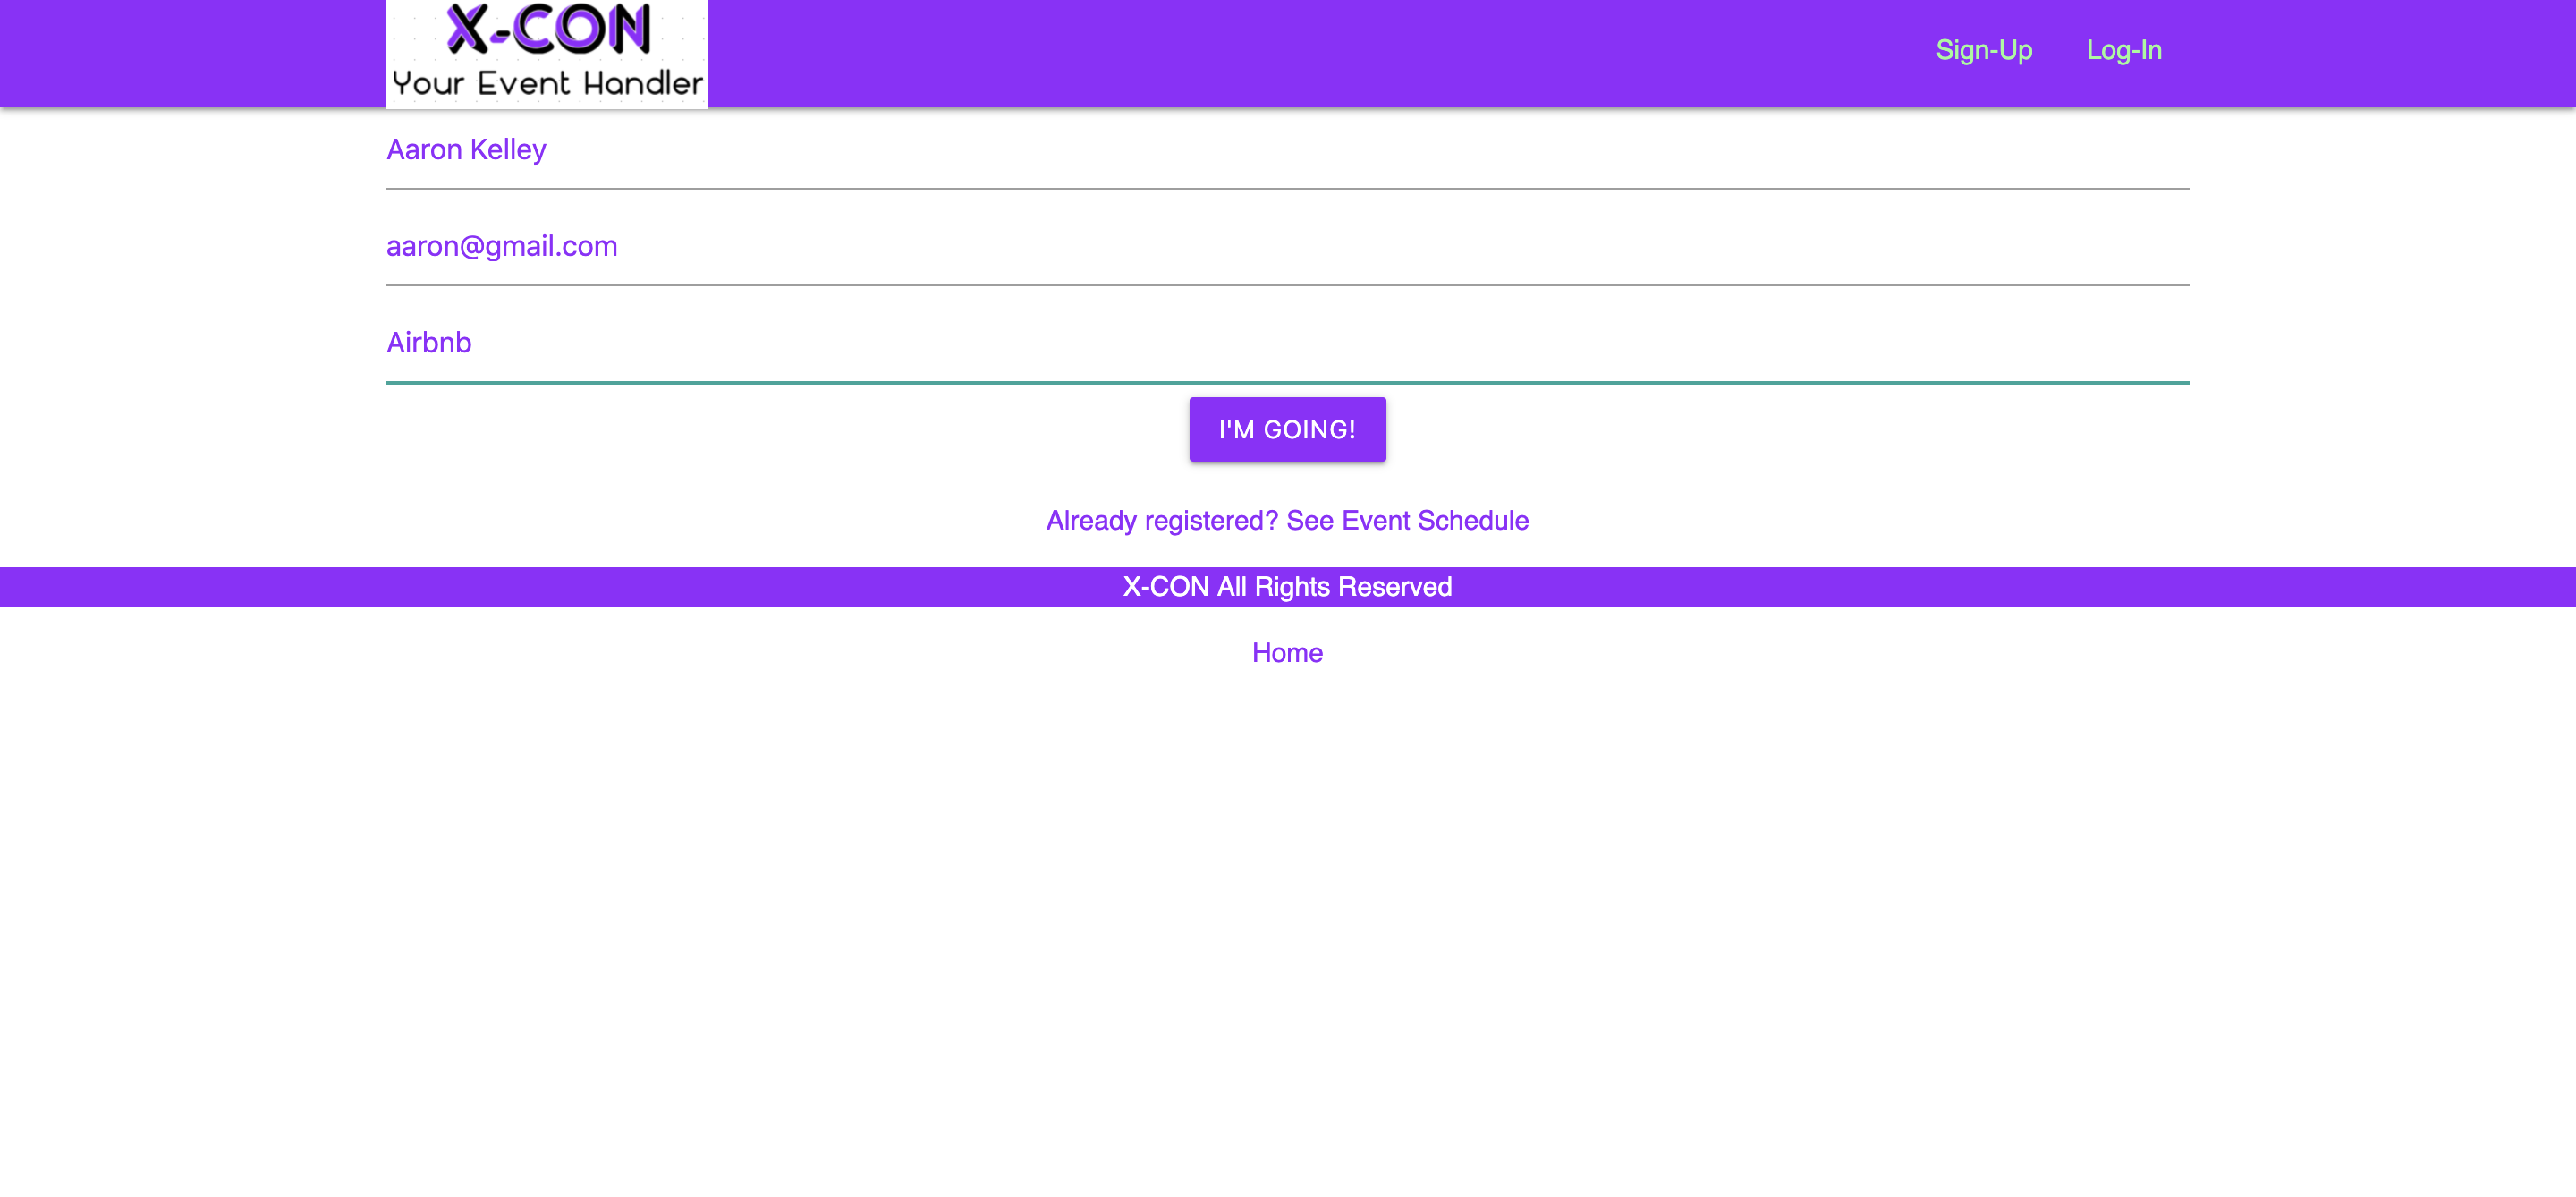 X-CON
Your Event Handler
Sign-Up Log-In
Aaron Kelley
aaron@gmail.com
Airbnb
I'M GOING!
Already registered? See Event Schedule
X-CON All Rights Reserved
Home